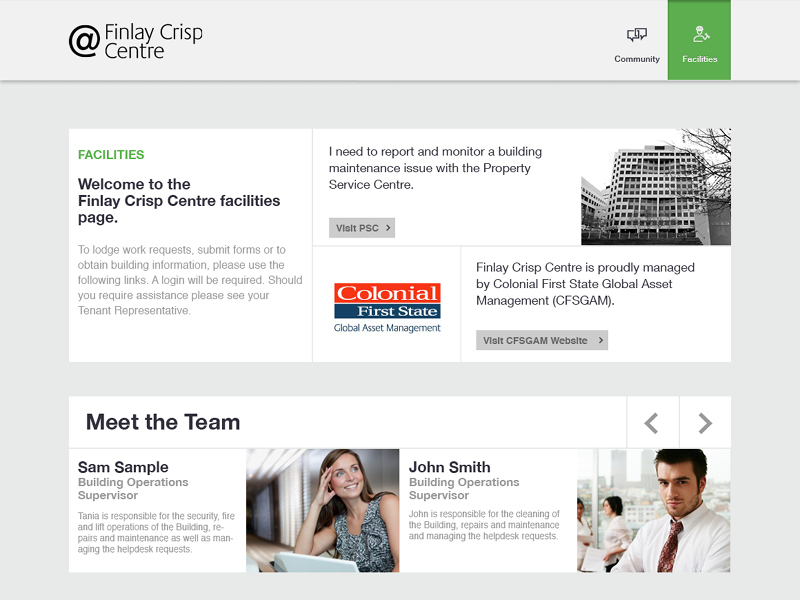 @ Finlay Crisp
Centre
Community
Facilities
FACILITIES
Welcome to the
Finlay Crisp Centre facilities
page.
To lodge work requests, submit forms or to
obtain building information, please use the
following links. A login will be required. Should
you require assistance please see your
Tenant Representative.
I need to report and monitor a building
maintenance issue with the Property
Service Centre.
Visit PSC
Colonial
First State
Global Asset Management
Finlay Crisp Centre is proudly managed
by Colonial First State Global Asset
Management (CFSGAM).
Visit CFSGAM Website
Meet the Team
Sam Sample
Building Operations
Supervisor
Tania is responsible for the security, fire
and lift operations of the Building, re-
pairs and maintenance as well as man-
aging the helpdesk requests.
John Smith
Building Operations
Supervisor
John is responsible for the cleaning of
the Building, repairs and maintenance
and managing the helpdesk requests.